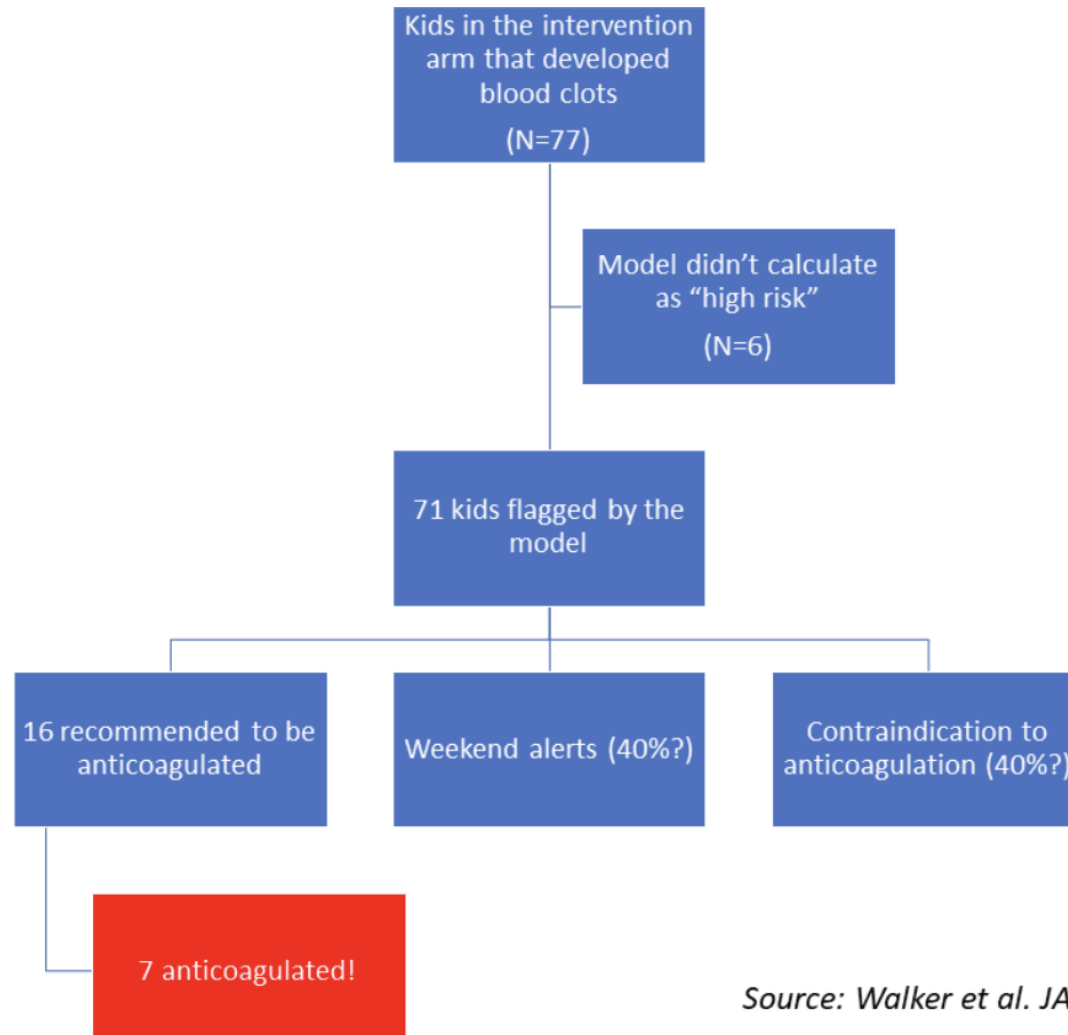 Kids in the intervention
arm that developed
blood clots
(N=77)
Model didn't calculate
as “high risk”
(N=6)
71 kids flagged by the
model
16 recommended to be
anticoagulated
Weekend alerts (40%?)
Contraindication to
anticoagulation (40%?)
7 anticoagulated!
Source: Walker et al. JA